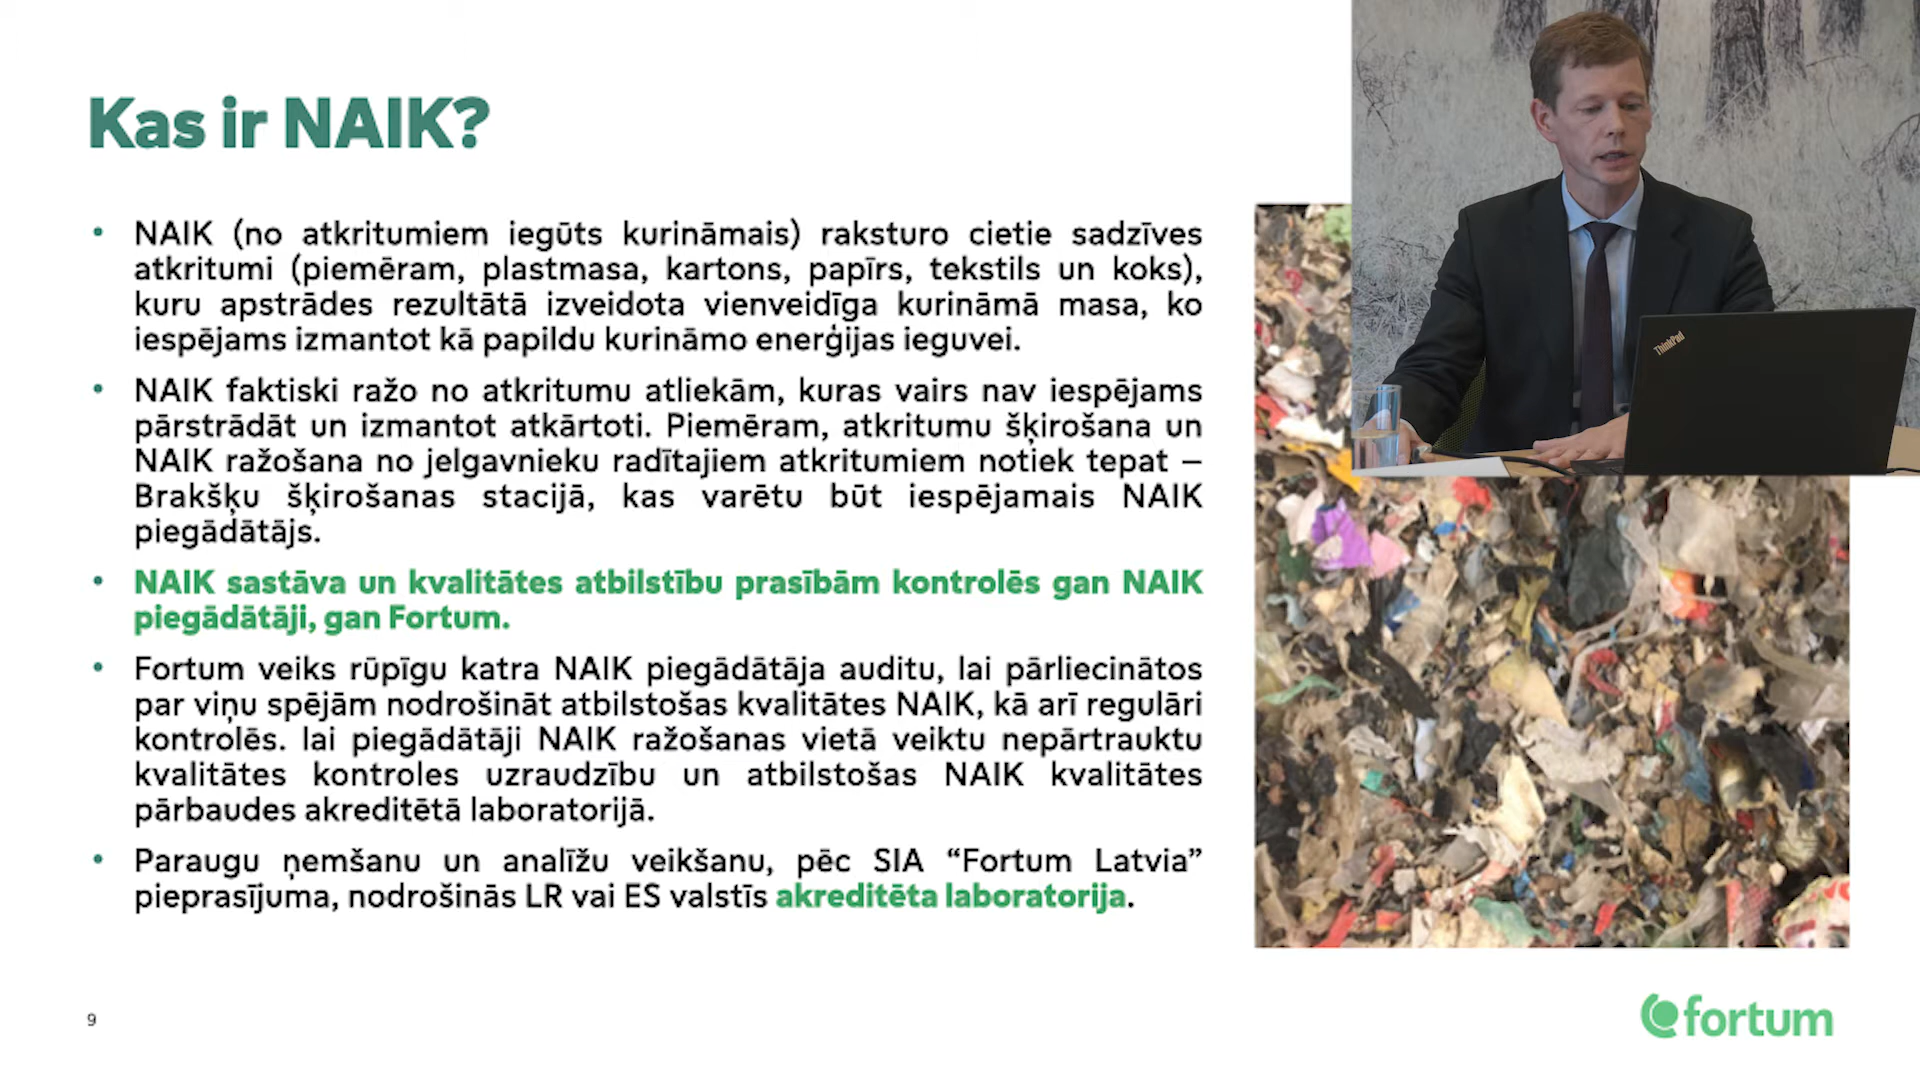 Kas ir NAIK?
• NAIK (no atkritumiem iegūts kurināmais) raksturo cietie sadzīves
atkritumi (piemēram, plastmasa, kartons, papīrs, tekstils un koks),
kuru apstrādes rezultātā izveidota vienveidīga kurināmā masa, ko
iespējams izmantot kā papildu kurināmo enerģijas ieguvei.
• NAIK faktiski ražo no atkritumu atliekām, kuras vairs nav iespējams
pārstrādāt un izmantot atkārtoti. Piemēram, atkritumu šķirošana un
NAIK ražošana no jelgavnieku radītajiem atkritumiem notiek tepat –
Brakšķu šķirošanas stacijā, kas varētu būt iespējamais NAIK
piegādātājs.
• NAIK sastāva un kvalitātes atbilstību prasībām kontrolēs gan NAIK
piegādātāji, gan Fortum.
• Fortum veiks rūpīgu katra NAIK piegādātāja auditu, lai pārliecinātos
par viņu spējām nodrošināt atbilstošas kvalitātes NAIK, kā arī regulāri
kontrolēs. lai piegādātāji NAIK ražošanas vietā veiktu nepārtrauktu
kvalitātes kontroles uzraudzību un atbilstošas NAIK kvalitātes
pārbaudes akreditētā laboratorijā.
• Paraugu ņemšanu un analīžu veikšanu, pēc SIA “Fortum Latvia”
pieprasījuma, nodrošinās LR vai ES valstīs akreditēta laboratorija.
ThinkPad
9
fortum